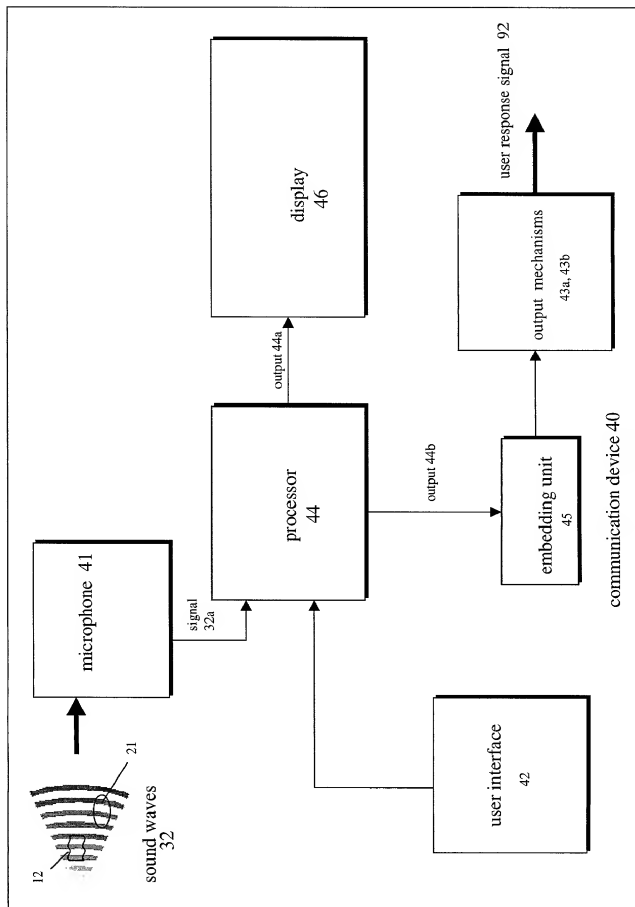 12
21
sound waves
32
microphone 41
signal
32a
user interface
42
processor
44
output 44a
output 44b
display
46
embedding unit
45
output mechanisms
43a, 43b
user response signal 92
communication device 40